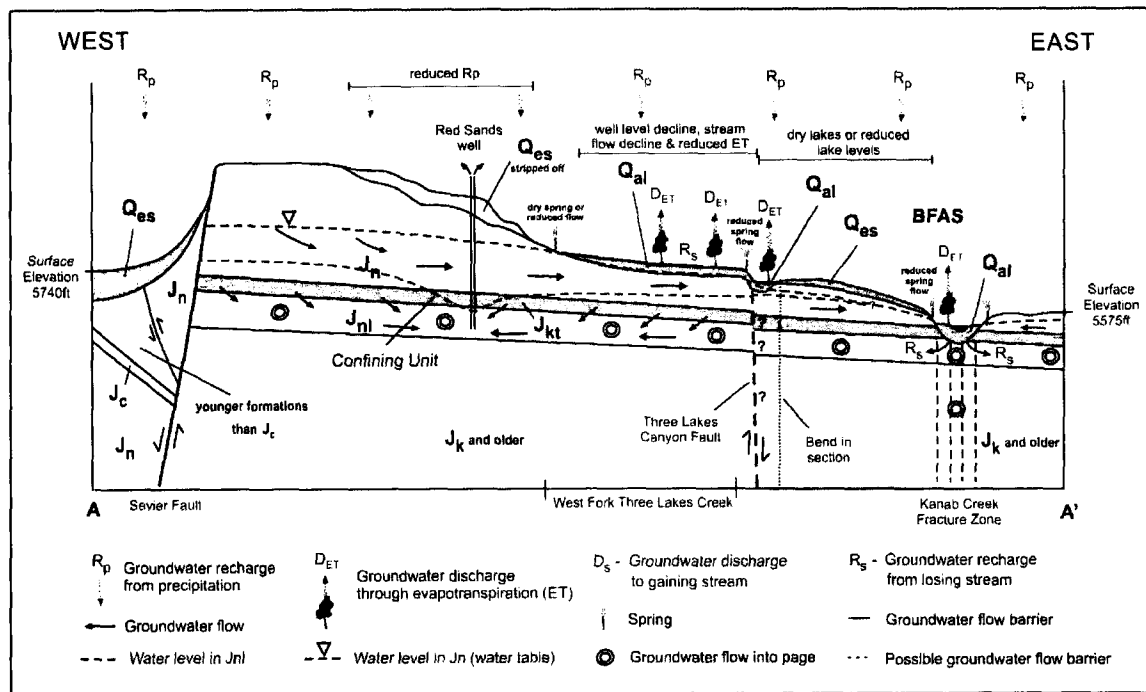 WEST
EAST
Rp
Rp
reduced Rp
Rp
Rp
Rp
Rp
Red Sands
well
Qes
stripped off
well level decline, stream
flow decline & reduced ET
dry lakes or reduced
lake levels
Qes
Qal
DET
DET
DET
Qal
dry spring or
reduced flow
reduced
spring
flow
Rs
Qes
BFAS
DET
Qal
reduced
spring
flow
Surface
Elevation
5740ft
Surface
Elevation
5575ft
Jn
Jn
Jnl
Jkt
Confining Unit
?
?
Rs
Rs
Jc
younger formations
than Jc
Jn
Jk and older
Three Lakes
Canyon Fault
Bend in
section
Jk and older
A
Sevier Fault
West Fork Three Lakes Creek
Kanab Creek
Fracture Zone
A'
Rp
Groundwater recharge
from precipitation
DET
Groundwater discharge
through evapotranspiration (ET)
Ds - Groundwater discharge
to gaining stream
Rs - Groundwater recharge
from losing stream
Groundwater flow
Spring
Groundwater flow barrier
Water level in Jnl
Water level in Jn (water table)
Groundwater flow into page
Possible groundwater flow barrier